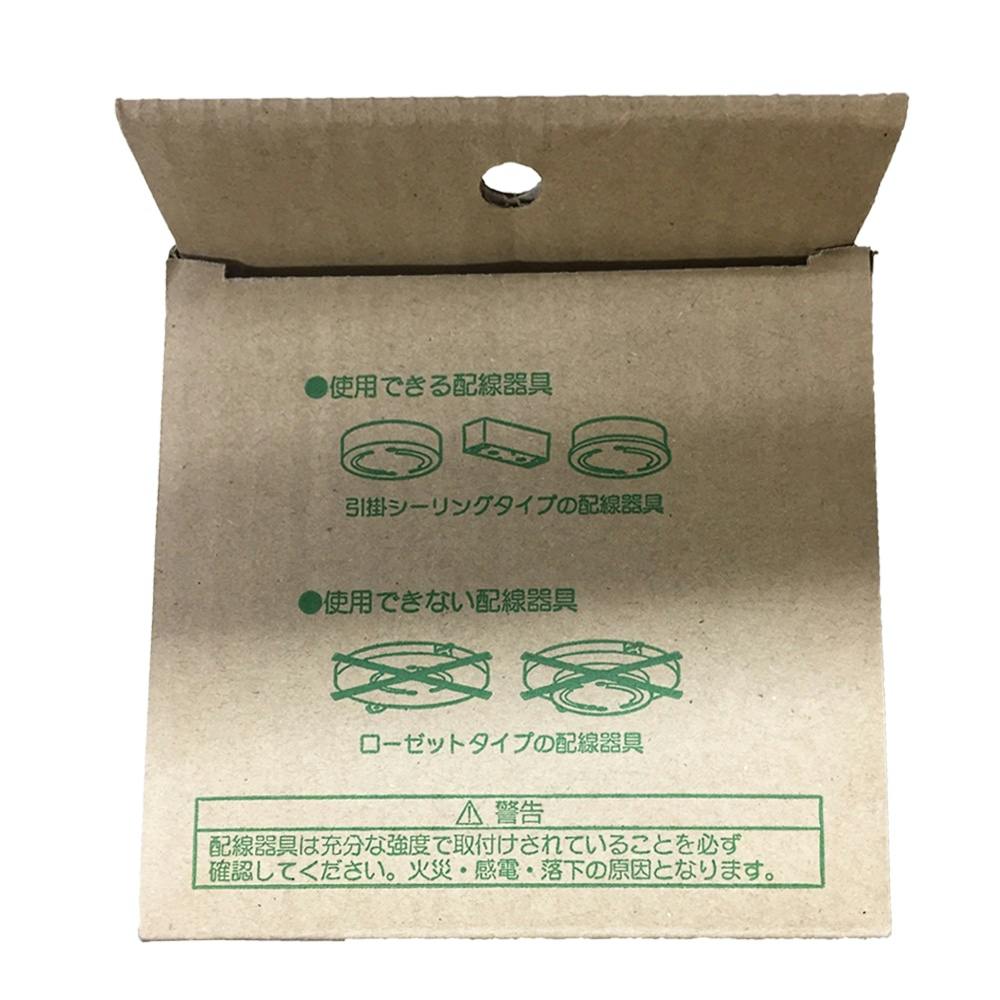 ●使用できる配線器具
引掛シーリングタイプの配線器具
●使用できない配線器具
ローゼットタイプの配線器具
⚠ 警告
配線器具は充分な強度で取付けされていることを必ず
確認してください。火災・感電・落下の原因となります。